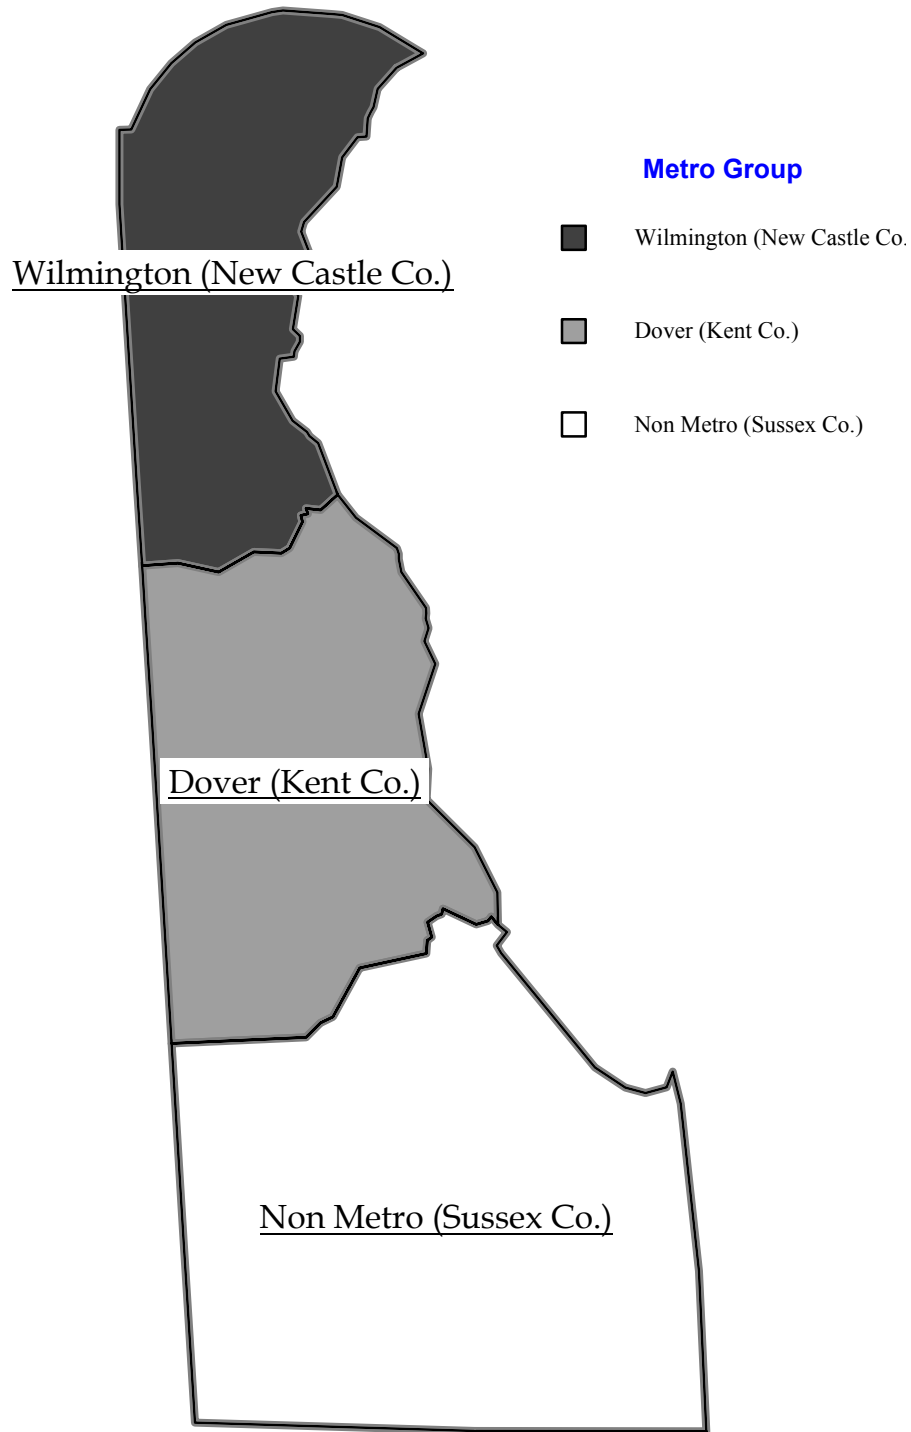 Metro Group
Wilmington (New Castle Co.
Wilmington (New Castle Co.)
Dover (Kent Co.)
Non Metro (Sussex Co.)
Dover (Kent Co.)
Non Metro (Sussex Co.)